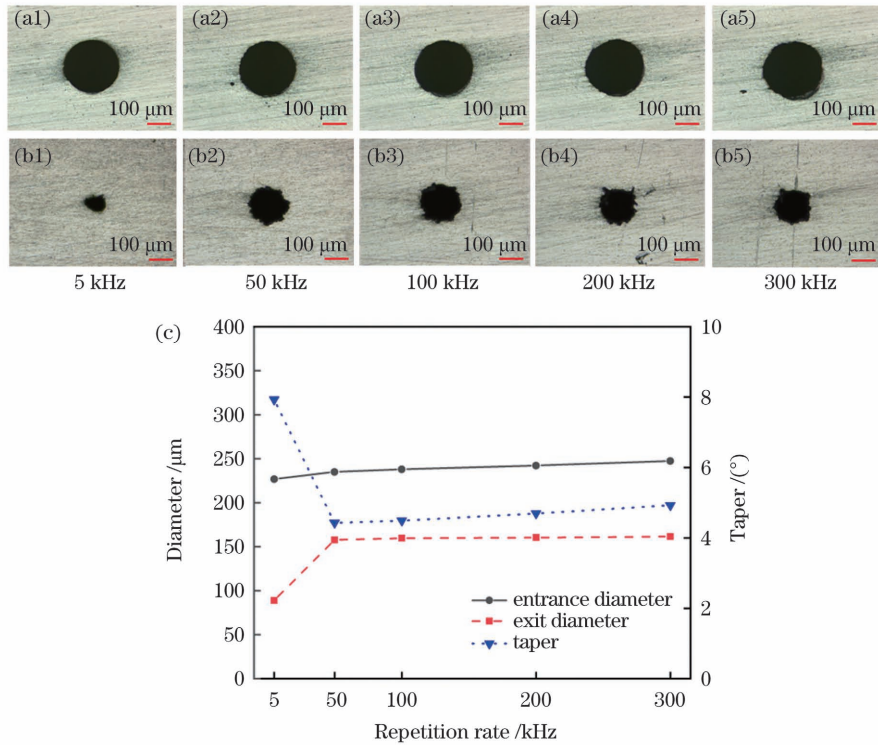 (a1) (a2) (a3) (a4) (a5)
100 μm 100 μm 100 μm 100 μm 100 μm
(b1) (b2) (b3) (b4) (b5)
100 μm 100 μm 100 μm 100 μm 100 μm
5 kHz 50 kHz 100 kHz 200 kHz 300 kHz
(c)
400 10
350
300 8
250 6
200
150 4
100 2
50
0 0
Diameter /μm
Taper /(°)
entrance diameter
exit diameter
taper
5 50 100 200 300
Repetition rate /kHz